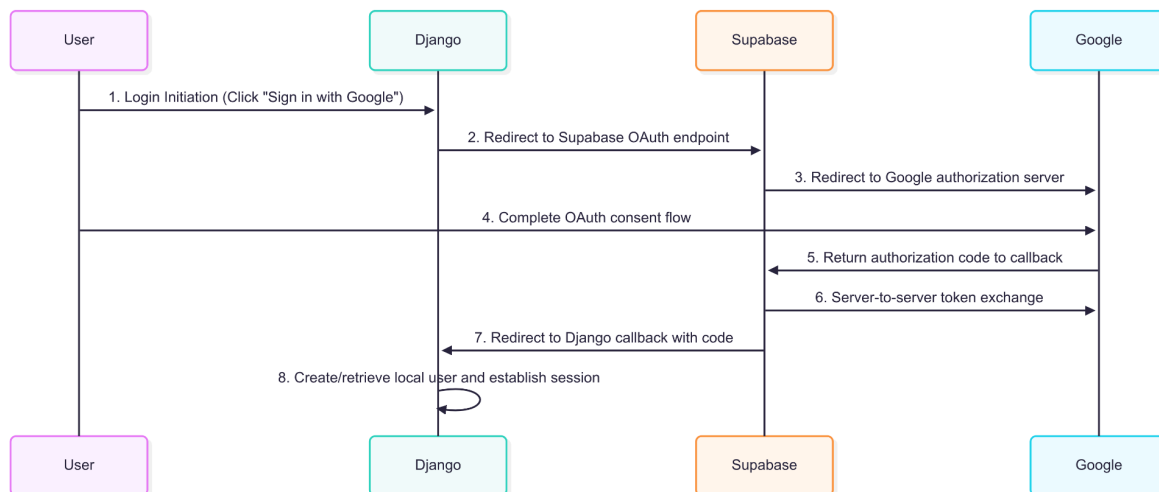 User
Django
Supabase
Google
1. Login Initiation (Click "Sign in with Google")
2. Redirect to Supabase OAuth endpoint
3. Redirect to Google authorization server
4. Complete OAuth consent flow
5. Return authorization code to callback
6. Server-to-server token exchange
7. Redirect to Django callback with code
8. Create/retrieve local user and establish session
User
Django
Supabase
Google